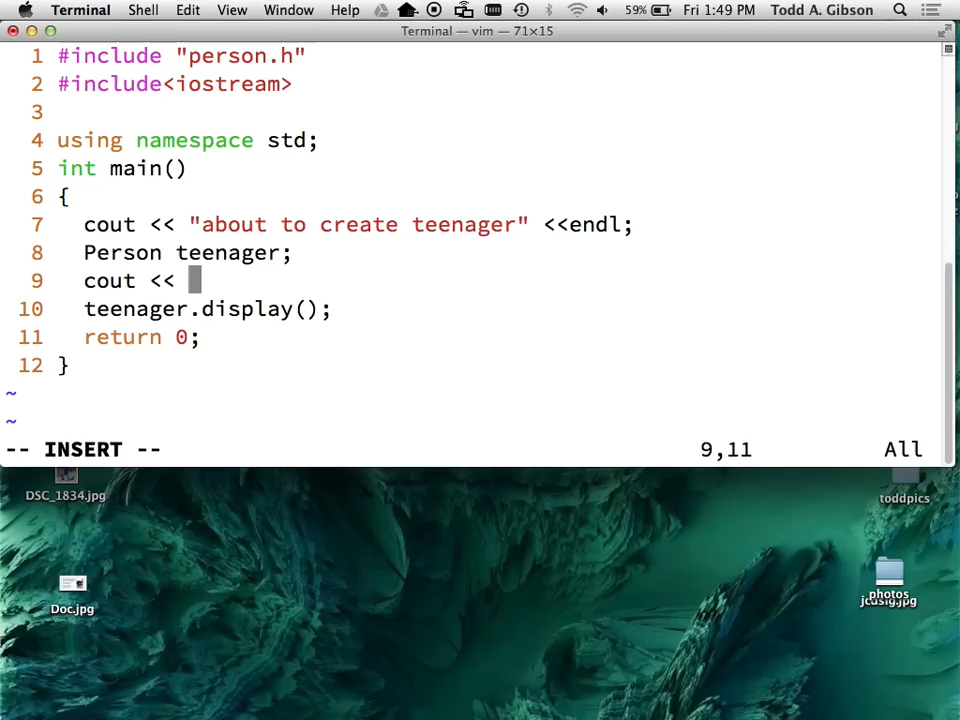 Terminal Shell Edit View Window Help 59% Fri 1:49 PM Todd A. Gibson
Terminal — vim — 71×15
1 #include "person.h"
2 #include<iostream>
3
4 using namespace std;
5 int main()
6 {
7 cout << "about to create teenager" <<endl;
8 Person teenager;
9 cout <<
10 teenager.display();
11 return 0;
12 }
~
~
-- INSERT -- 9,11 All
DSC_1834.jpg
toddpics
Doc.jpg
photos
jcdsig.jpg